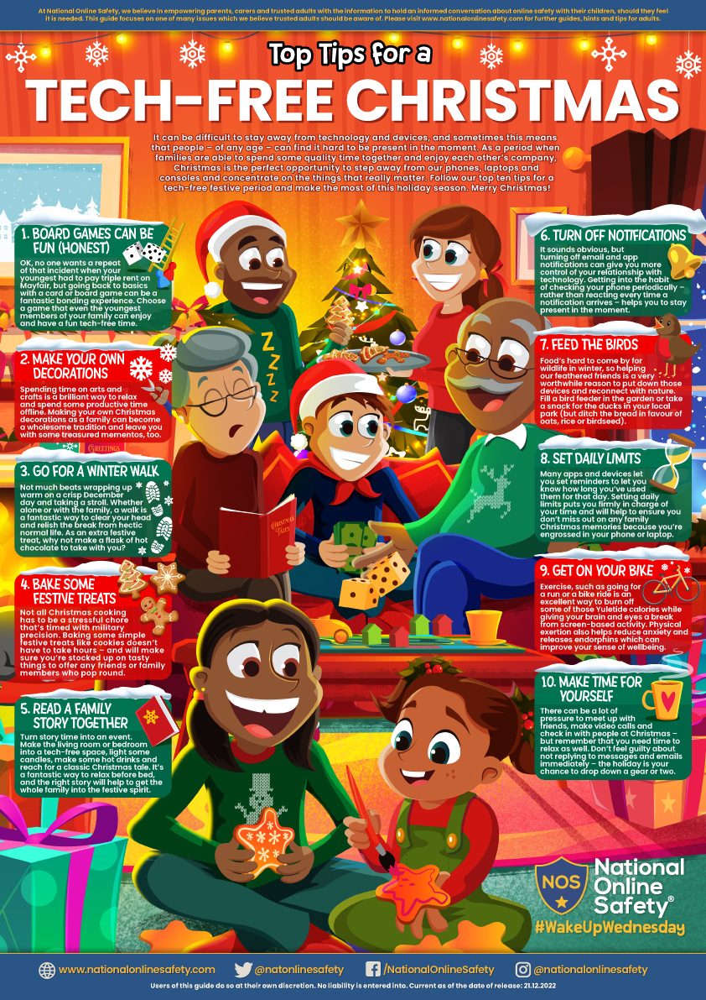 At National Online Safety, we believe in empowering parents, carers and trusted adults with the information to hold an informed conversation about online safety with their children, should they feel
it is needed. This guide focuses on one of many issues which we believe trusted adults should be aware of. Please visit www.nationalonlinesafety.com for further guides, hints and tips for adults.
Top Tips for a
TECH-FREE CHRISTMAS
It can be difficult to stay away from technology and devices, and sometimes this means
that people – of any age – can find it hard to be present in the moment. As a period when
families are able to spend some quality time together and enjoy each other's company,
Christmas is the perfect opportunity to step away from our phones, laptops and
consoles and concentrate on the things that really matter. Follow our top ten tips for a
tech-free festive period and make the most of this holiday season. Merry Christmas!
1. BOARD GAMES CAN BE
FUN (HONEST)
OK, no one wants a repeat
of that incident when your
youngest had to pay triple rent on
Mayfair, but going back to basics
with a card or board game can be a
fantastic bonding experience. Choose
a game that even the youngest
members of your family can enjoy
and have a fun tech-free time.
2. MAKE YOUR OWN
DECORATIONS
Spending time on arts and
crafts is a brilliant way to relax
and spend some productive time
offline. Making your own Christmas
decorations as a family can become
a wholesome tradition and leave you
with some treasured mementos, too.
GREETINGS
3. GO FOR A WINTER WALK
Not much beats wrapping up
warm on a crisp December
day and taking a stroll. Whether
alone or with the family, a walk is
a fantastic way to clear your head
and relish the break from hectic
normal life. As an extra festive
treat, why not make a flask of hot
chocolate to take with you?
4. BAKE SOME
FESTIVE TREATS
Not all Christmas cooking
has to be a stressful chore
that's timed with military
precision. Baking some simple
festive treats like cookies doesn't
have to take hours – and will make
sure you're stocked up on tasty
things to offer any friends or family
members who pop round.
5. READ A FAMILY
STORY TOGETHER
Turn story time into an event.
Make the living room or bedroom
into a tech-free space, light some
candles, make some hot drinks and
reach for a classic Christmas tale. It's
a fantastic way to relax before bed,
and the right story will help to get the
whole family into the festive spirit.
Z
Z
Z
Z
CHRISTMAS
TALES
6. TURN OFF NOTIFICATIONS
It sounds obvious, but
turning off email and app
notifications can give you more
control of your relationship with
technology. Getting into the habit
of checking your phone periodically –
rather than reacting every time a
notification arrives – helps you to stay
present in the moment.
7. FEED THE BIRDS
Food's hard to come by for
wildlife in winter, so helping
our feathered friends is a very
worthwhile reason to put down those
devices and reconnect with nature.
Fill a bird feeder in the garden or take
a snack for the ducks in your local
park (but ditch the bread in favour of
oats, rice or birdseed).
8. SET DAILY LIMITS
Many apps and devices let
you set reminders to let you
know how long you've used
them for that day. Setting daily
limits puts you firmly in charge of
your time and will help to ensure you
don't miss out on any family
Christmas memories because you're
engrossed in your phone or laptop.
9. GET ON YOUR BIKE
Exercise, such as going for
a run or a bike ride is an
excellent way to burn off
some of those Yuletide calories while
giving your brain and eyes a break
from screen-based activity. Physical
exertion also helps reduce anxiety and
releases endorphins which can
improve your sense of wellbeing.
10. MAKE TIME FOR
YOURSELF
There can be a lot of
pressure to meet up with
friends, make video calls and
check in with people at Christmas –
but remember that you need time to
relax as well. Don't feel guilty about
not replying to messages and emails
immediately – the holiday is your
chance to drop down a gear or two.
NOS
National
Online
Safety®
#WakeUpWednesday
www.nationalonlinesafety.com
@natonlinesafety
/NationalOnlineSafety
@nationalonlinesafety
Users of this guide do so at their own discretion. No liability is entered into. Current as of the date of release: 21.12.2022